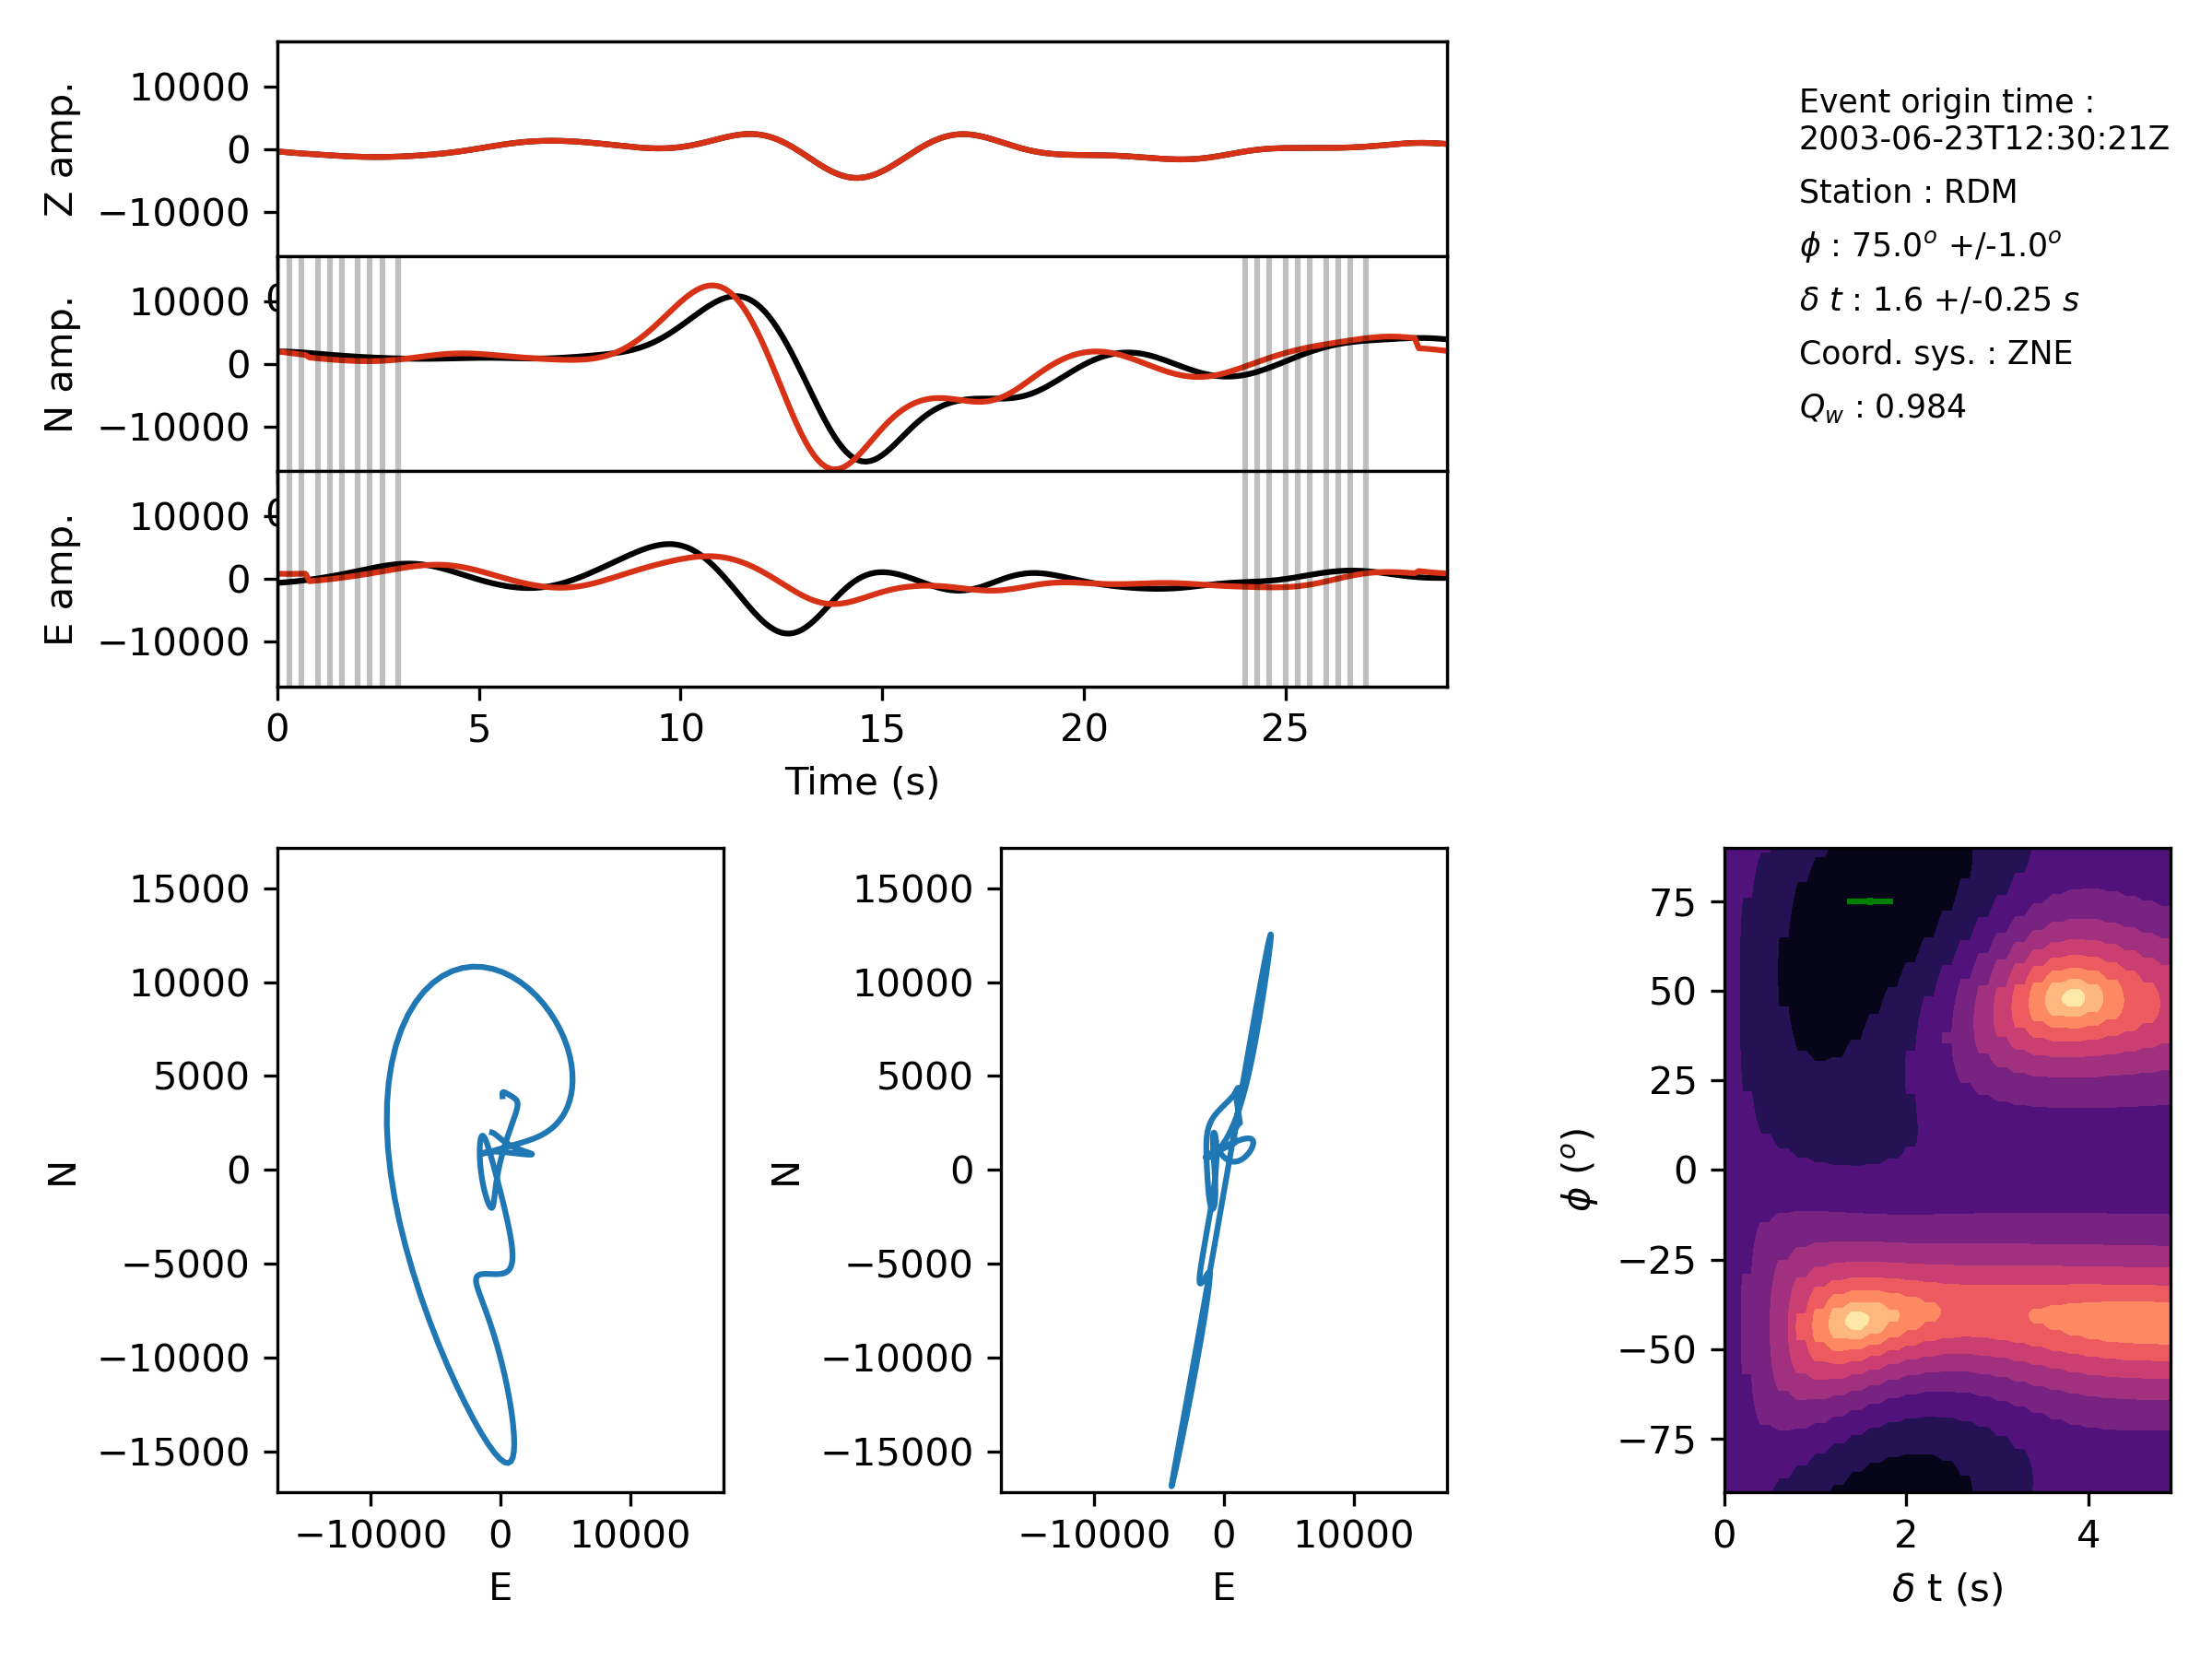 Z amp.
10000
0
−10000
N amp.
10000
0
−10000
E amp.
10000
0
−10000
0 5 10 15 20 25
Time (s)
Event origin time :
2003-06-23T12:30:21Z
Station : RDM
ϕ : 75.0° +/-1.0°
δ t : 1.6 +/-0.25 s
Coord. sys. : ZNE
Qw : 0.984
N
15000
10000
5000
0
−5000
−10000
−15000
−10000 0 10000
E
N
15000
10000
5000
0
−5000
−10000
−15000
−10000 0 10000
E
ϕ (°)
75
50
25
0
−25
−50
−75
0 2 4
δ t (s)